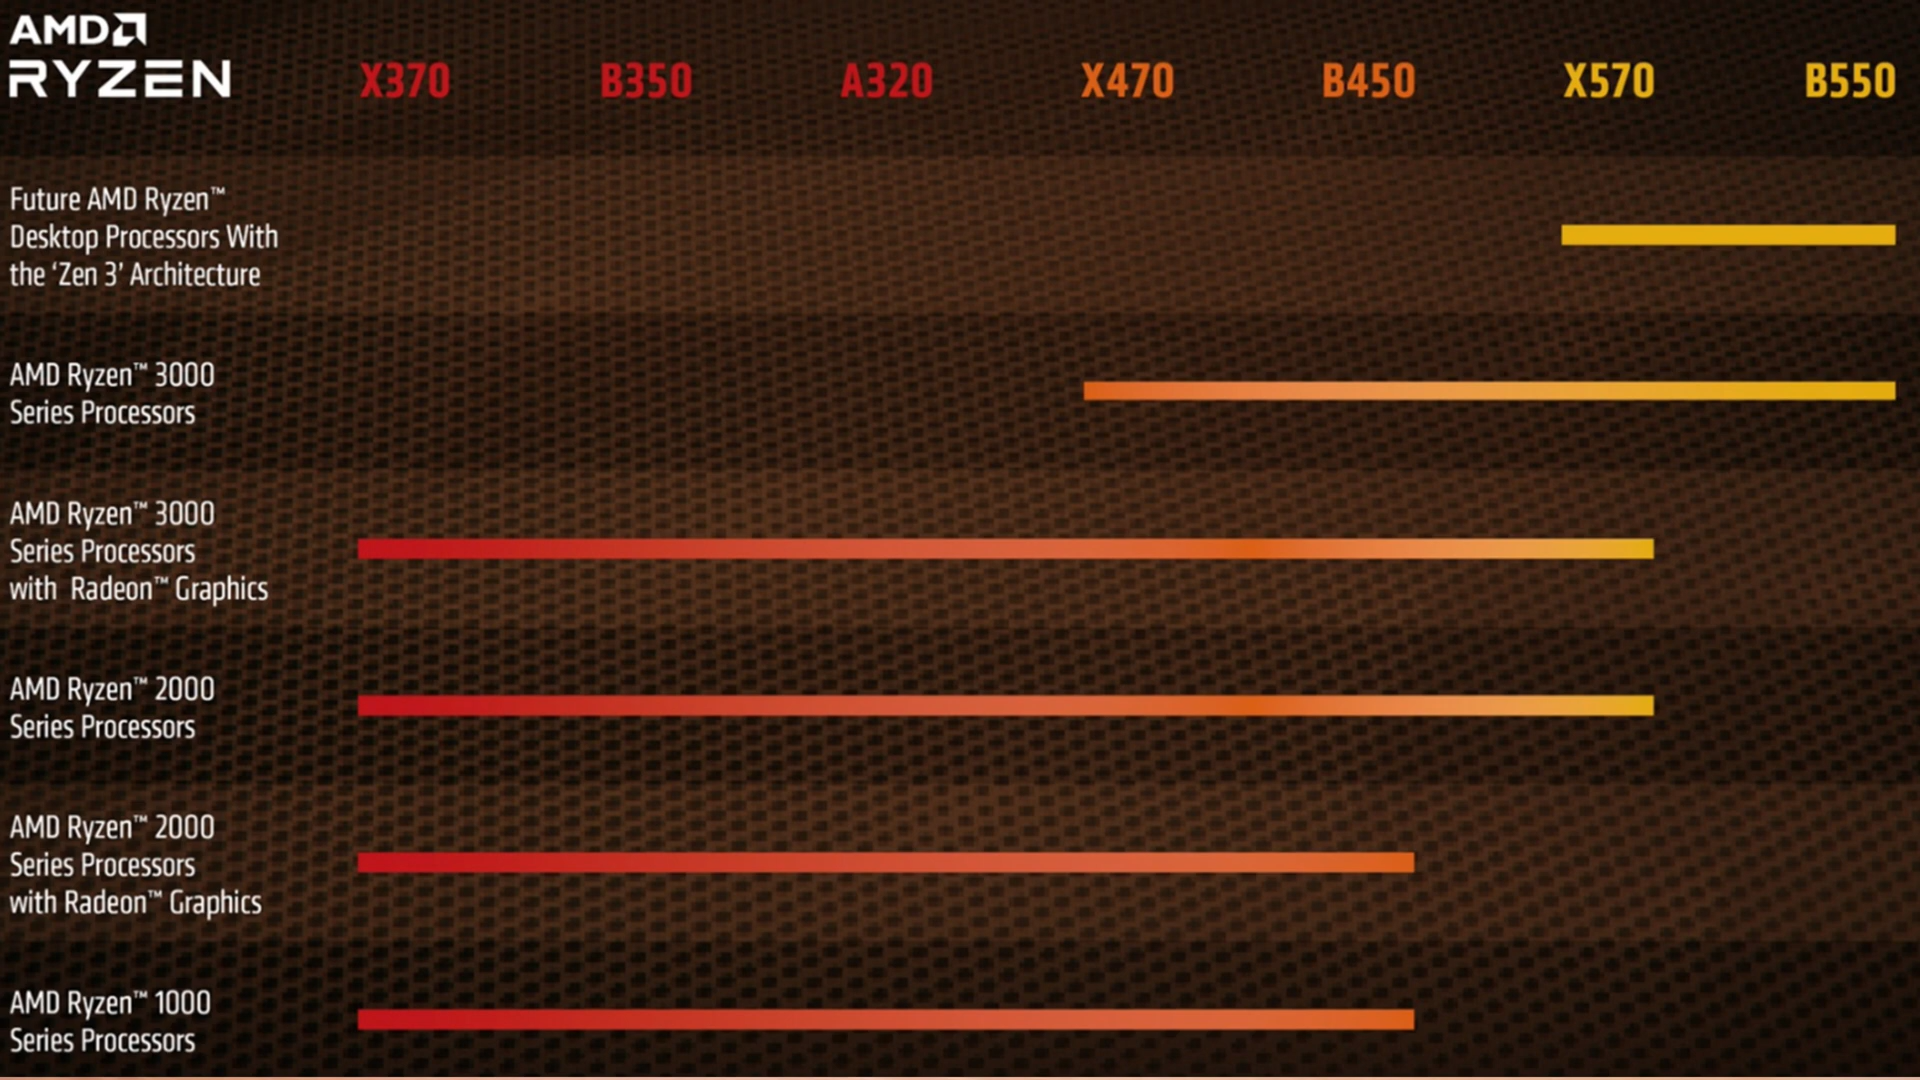 AMD
RYZEN
X370 B350 A320 X470 B450 X570 B550
Future AMD Ryzen™
Desktop Processors With
the ‘Zen 3’ Architecture
AMD Ryzen™ 3000
Series Processors
AMD Ryzen™ 3000
Series Processors
with Radeon™ Graphics
AMD Ryzen™ 2000
Series Processors
AMD Ryzen™ 2000
Series Processors
with Radeon™ Graphics
AMD Ryzen™ 1000
Series Processors